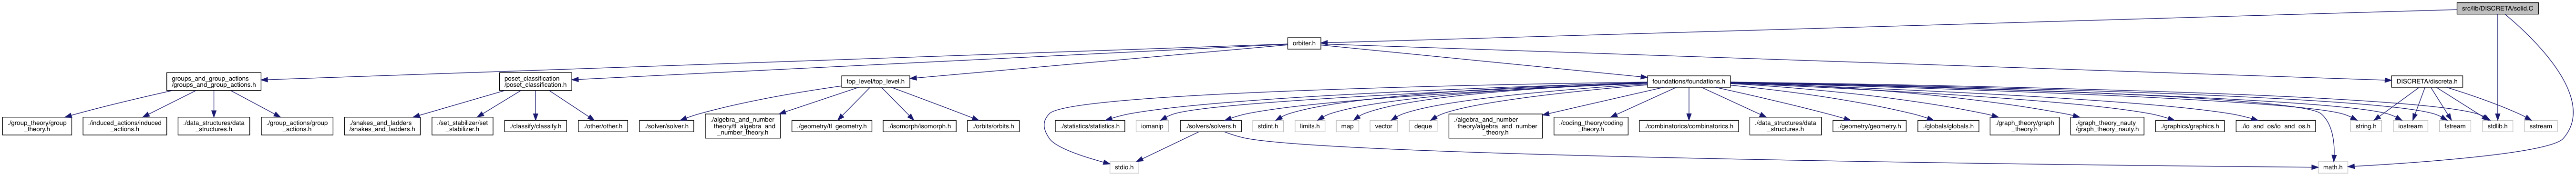 src/lib/DISCRETA/solid.C
orbiter.h
groups_and_group_actions
/groups_and_group_actions.h
poset_classification
/poset_classification.h
top_level/top_level.h
foundations/foundations.h
DISCRETA/discreta.h
./group_theory/group
_theory.h
./induced_actions/induced
_actions.h
./data_structures/data
_structures.h
./group_actions/group
_actions.h
./snakes_and_ladders
/snakes_and_ladders.h
./set_stabilizer/set
_stabilizer.h
./classify/classify.h
./other/other.h
./solver/solver.h
./algebra_and_number
_theory/tl_algebra_and
_number_theory.h
./geometry/tl_geometry.h
./isomorph/isomorph.h
./orbits/orbits.h
./statistics/statistics.h
iomanip
./solvers/solvers.h
stdint.h
limits.h
map
vector
deque
./algebra_and_number
_theory/algebra_and_number
_theory.h
./coding_theory/coding
_theory.h
./combinatorics/combinatorics.h
./data_structures/data
_structures.h
./geometry/geometry.h
./globals/globals.h
./graph_theory/graph
_theory.h
./graph_theory_nauty
/graph_theory_nauty.h
./graphics/graphics.h
./io_and_os/io_and_os.h
string.h
iostream
fstream
stdlib.h
sstream
stdio.h
math.h